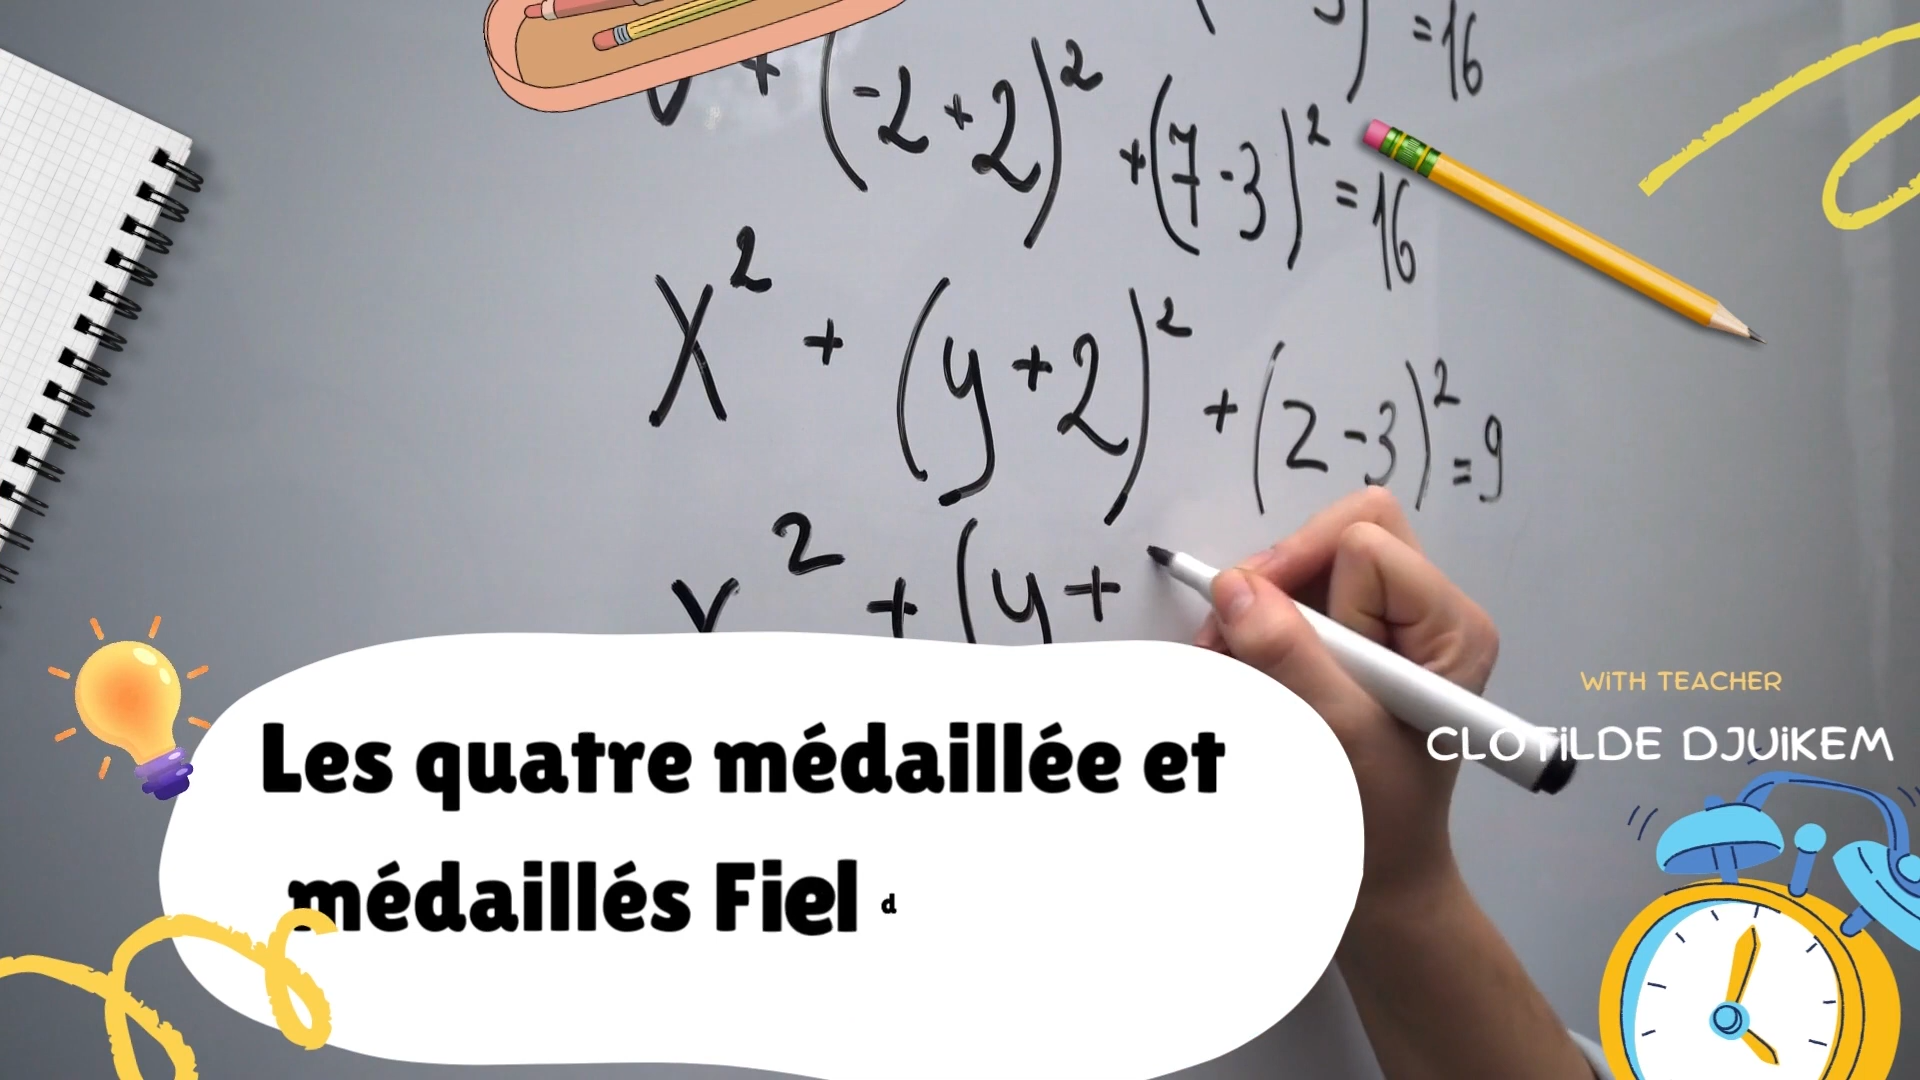 = 16
+ (-2 + 2)² + (7 - 3)² = 16
x² + (y + 2)² + (2 - 3)² = 9
² + (y +
WiTH TEACHER
CLOTiLDE DJUiKEM
Les quatre médaillée et
médaillés Fiel d